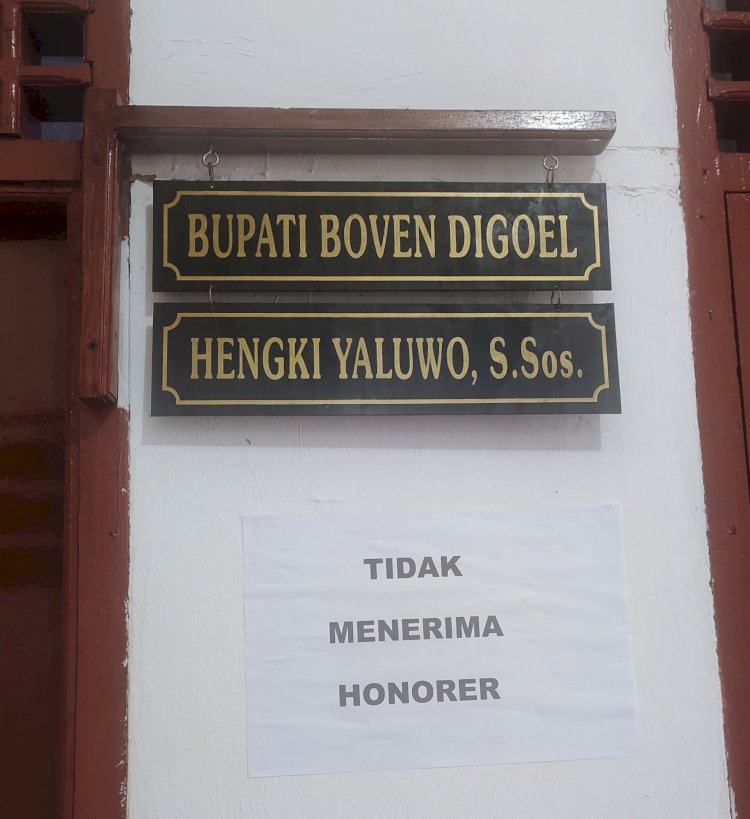 BUPATI BOVEN DIGOEL
HENGKI YALUWO, S.Sos.
TIDAK
MENERIMA
HONORER